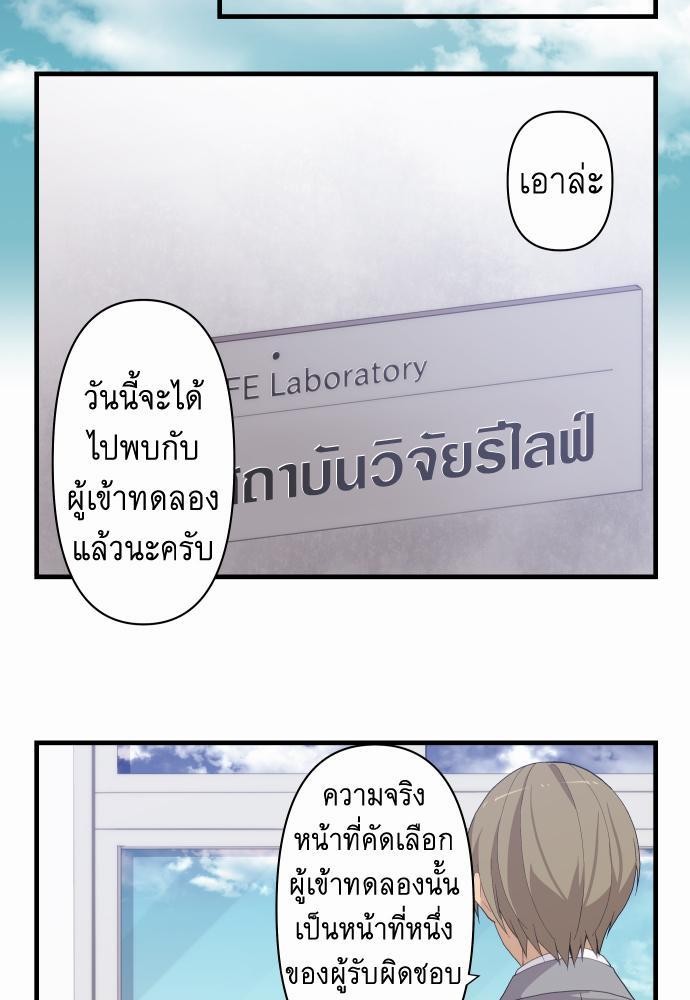 เอาล่ะ
FE Laboratory
สถาบันวิจัยรีไลฟ์
วันนี้จะได้
ไปพบกับ
ผู้เข้าทดลอง
แล้วนะครับ
ความจริง
หน้าที่คัดเลือก
ผู้เข้าทดลองนั้น
เป็นหน้าที่หนึ่ง
ของผู้รับผิดชอบ